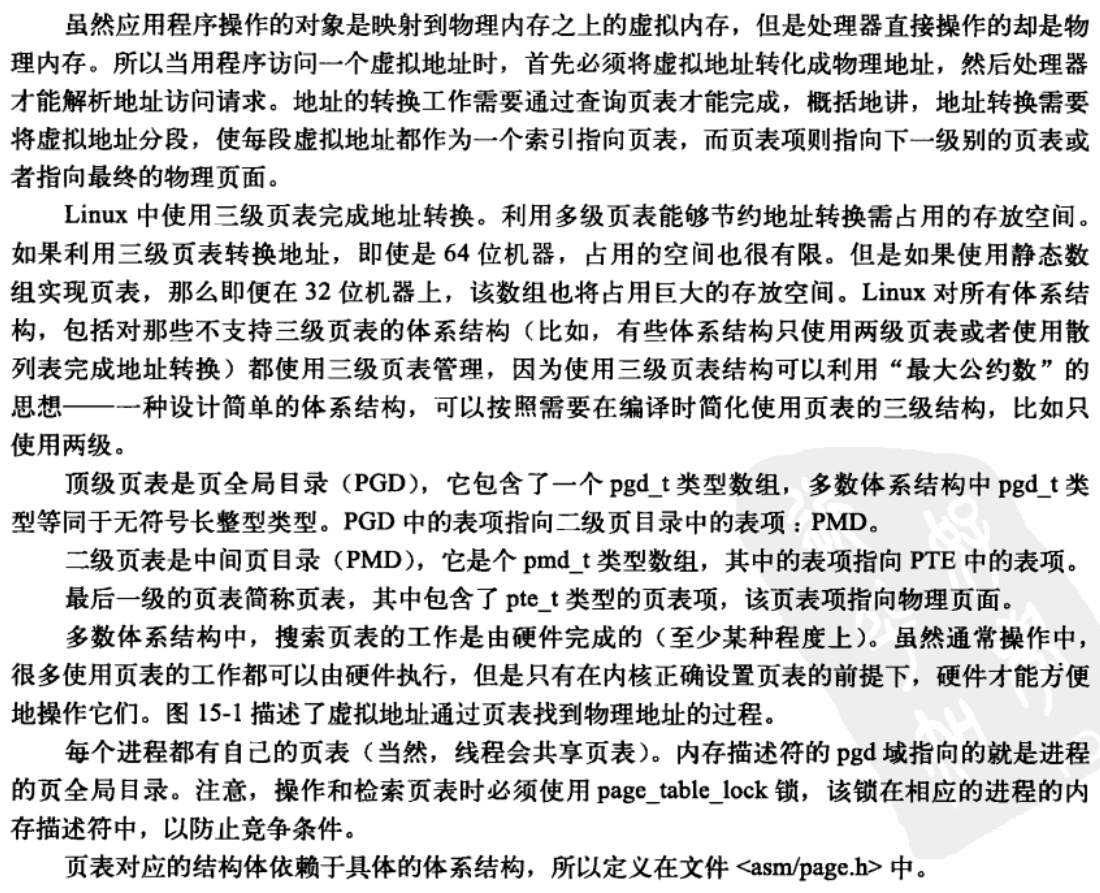 虽然应用程序操作的对象是映射到物理内存之上的虚拟内存，但是处理器直接操作的却是物
理内存。所以当用程序访问一个虚拟地址时，首先必须将虚拟地址转化成物理地址，然后处理器
才能解析地址访问请求。地址的转换工作需要通过查询页表才能完成，概括地讲，地址转换需要
将虚拟地址分段，使每段虚拟地址都作为一个索引指向页表，而页表项则指向下一级别的页表或
者指向最终的物理页面。
Linux 中使用三级页表完成地址转换。利用多级页表能够节约地址转换需占用的存放空间。
如果利用三级页表转换地址，即使是 64 位机器，占用的空间也很有限。但是如果使用静态数
组实现页表，那么即便在 32 位机器上，该数组也将占用巨大的存放空间。Linux 对所有体系结
构，包括对那些不支持三级页表的体系结构（比如，有些体系结构只使用两级页表或者使用散
列表完成地址转换）都使用三级页表管理，因为使用三级页表结构可以利用“最大公约数”的
思想——一种设计简单的体系结构，可以按照需要在编译时简化使用页表的三级结构，比如只
使用两级。
顶级页表是页全局目录（PGD），它包含了一个 pgd_t 类型数组，多数体系结构中 pgd_t 类
型等同于无符号长整型类型。PGD 中的表项指向二级页目录中的表项：PMD。
二级页表是中间页目录（PMD），它是个 pmd_t 类型数组，其中的表项指向 PTE 中的表项。
最后一级的页表简称页表，其中包含了 pte_t 类型的页表项，该页表项指向物理页面。
多数体系结构中，搜索页表的工作是由硬件完成的（至少某种程度上）。虽然通常操作中，
很多使用页表的工作都可以由硬件执行，但是只有在内核正确设置页表的前提下，硬件才能方便
地操作它们。图 15-1 描述了虚拟地址通过页表找到物理地址的过程。
每个进程都有自己的页表（当然，线程会共享页表）。内存描述符的 pgd 域指向的就是进程
的页全局目录。注意，操作和检索页表时必须使用 page_table_lock 锁，该锁在相应的进程的内
存描述符中，以防止竞争条件。
页表对应的结构体依赖于具体的体系结构，所以定义在文件 <asm/page.h> 中。